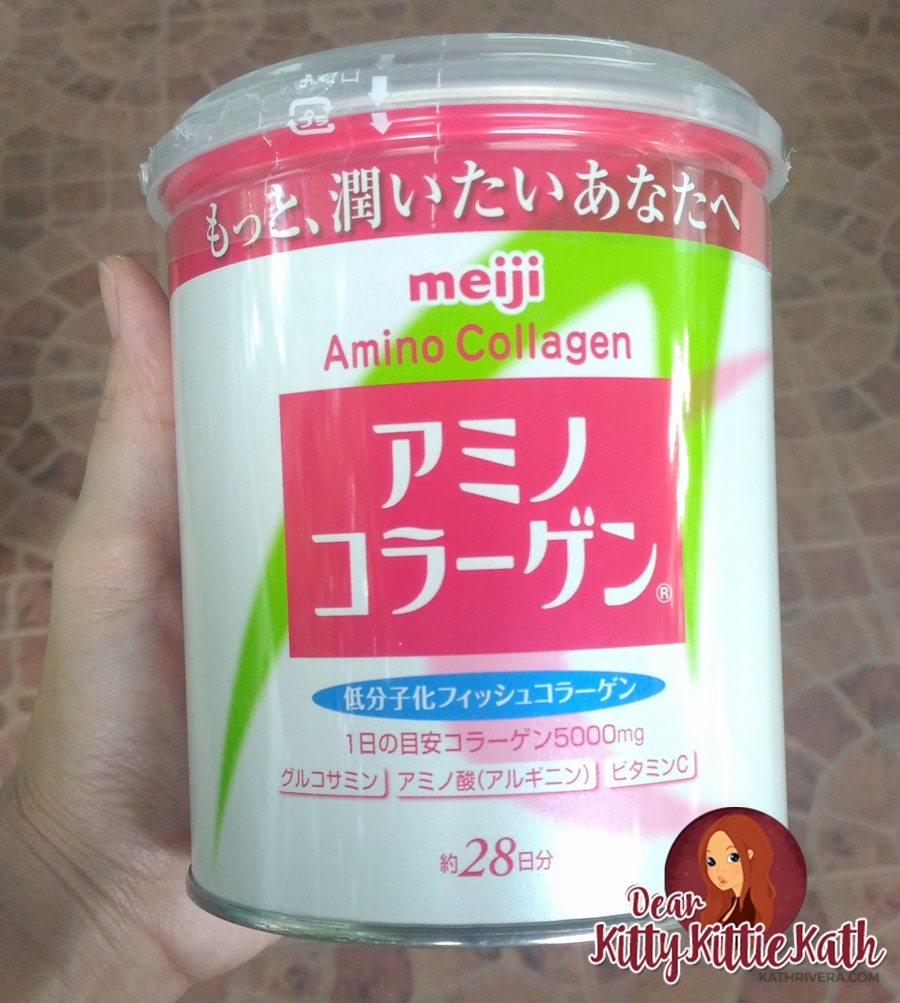 もっと、潤いたいあなたへ
meiji
Amino Collagen
アミノ
コラーゲン®
低分子化フィッシュコラーゲン
1日の目安コラーゲン5000mg
グルコサミン アミノ酸(アルギニン) ビタミンC
約28日分
Dear
KittyKittieKath
KATHRIVERA.COM